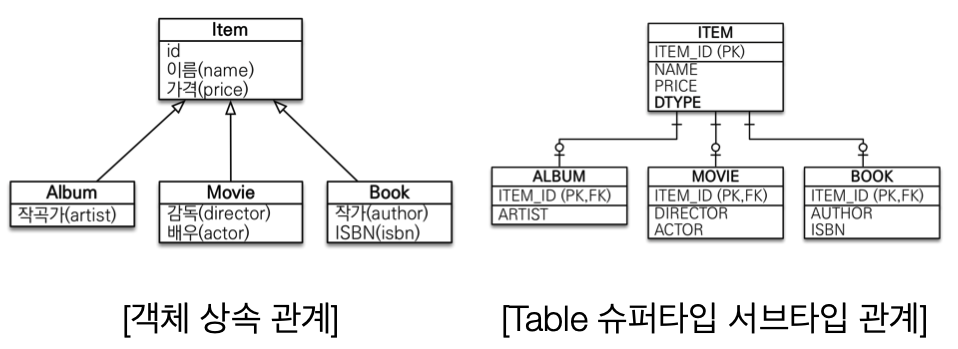 Item
id
이름(name)
가격(price)
Album
작곡가(artist)
Movie
감독(director)
배우(actor)
Book
작가(author)
ISBN(isbn)
[객체 상속 관계]
ITEM
ITEM_ID (PK)
NAME
PRICE
DTYPE
ALBUM
ITEM_ID (PK,FK)
ARTIST
MOVIE
ITEM_ID (PK,FK)
DIRECTOR
ACTOR
BOOK
ITEM_ID (PK,FK)
AUTHOR
ISBN
[Table 슈퍼타입 서브타입 관계]